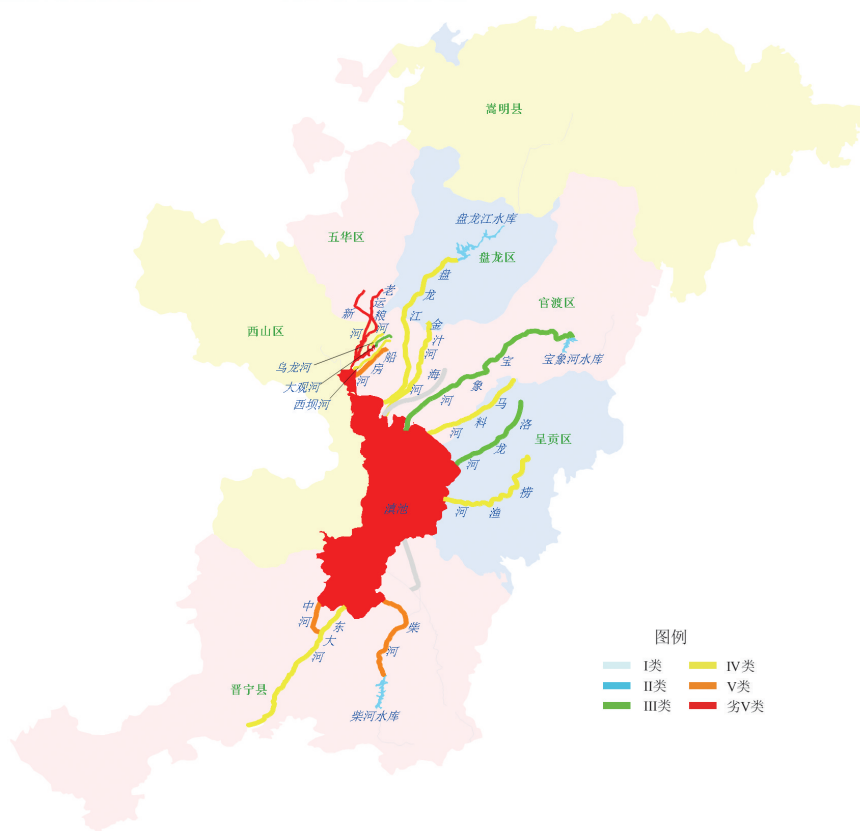 嵩明县
盘龙江水库
五华区
盘龙区
盘龙江
老运粮河
官渡区
新河
金汁河
西山区
海河
宝象河
宝象河水库
乌龙河
船房河
大观河
西坝河
马料河
洛龙河
呈贡区
捞渔河
滇池
中河
东大河
柴河
图例
I类
IV类
II类
V类
III类
劣V类
晋宁县
柴河水库